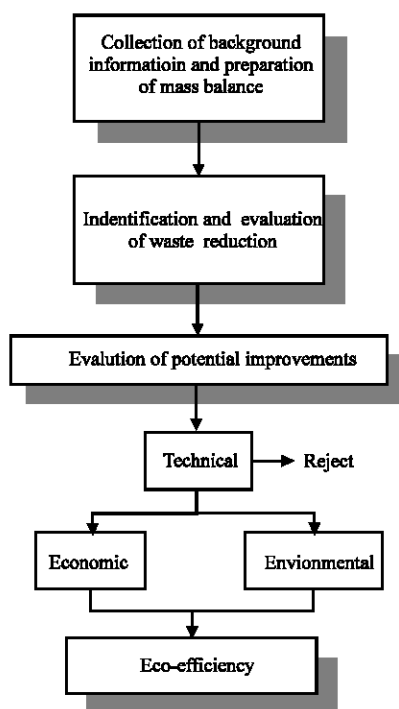 Collection of background
informatioin and preparation
of mass balance
Indentification and evaluation
of waste reduction
Evalution of potential improvements
Technical
Reject
Economic
Envionmental
Eco-efficiency